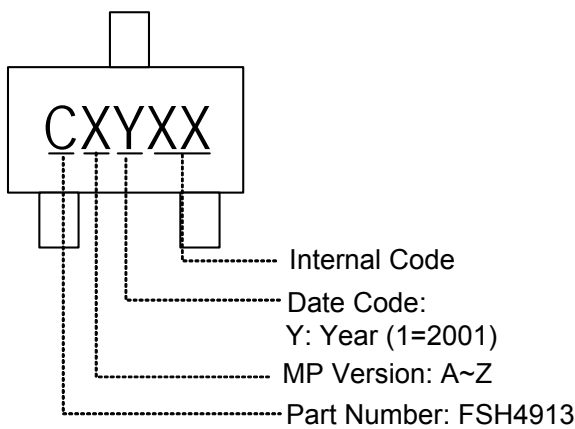 CXYXX
Internal Code
Date Code:
Y: Year (1=2001)
MP Version: A~Z
Part Number: FSH4913